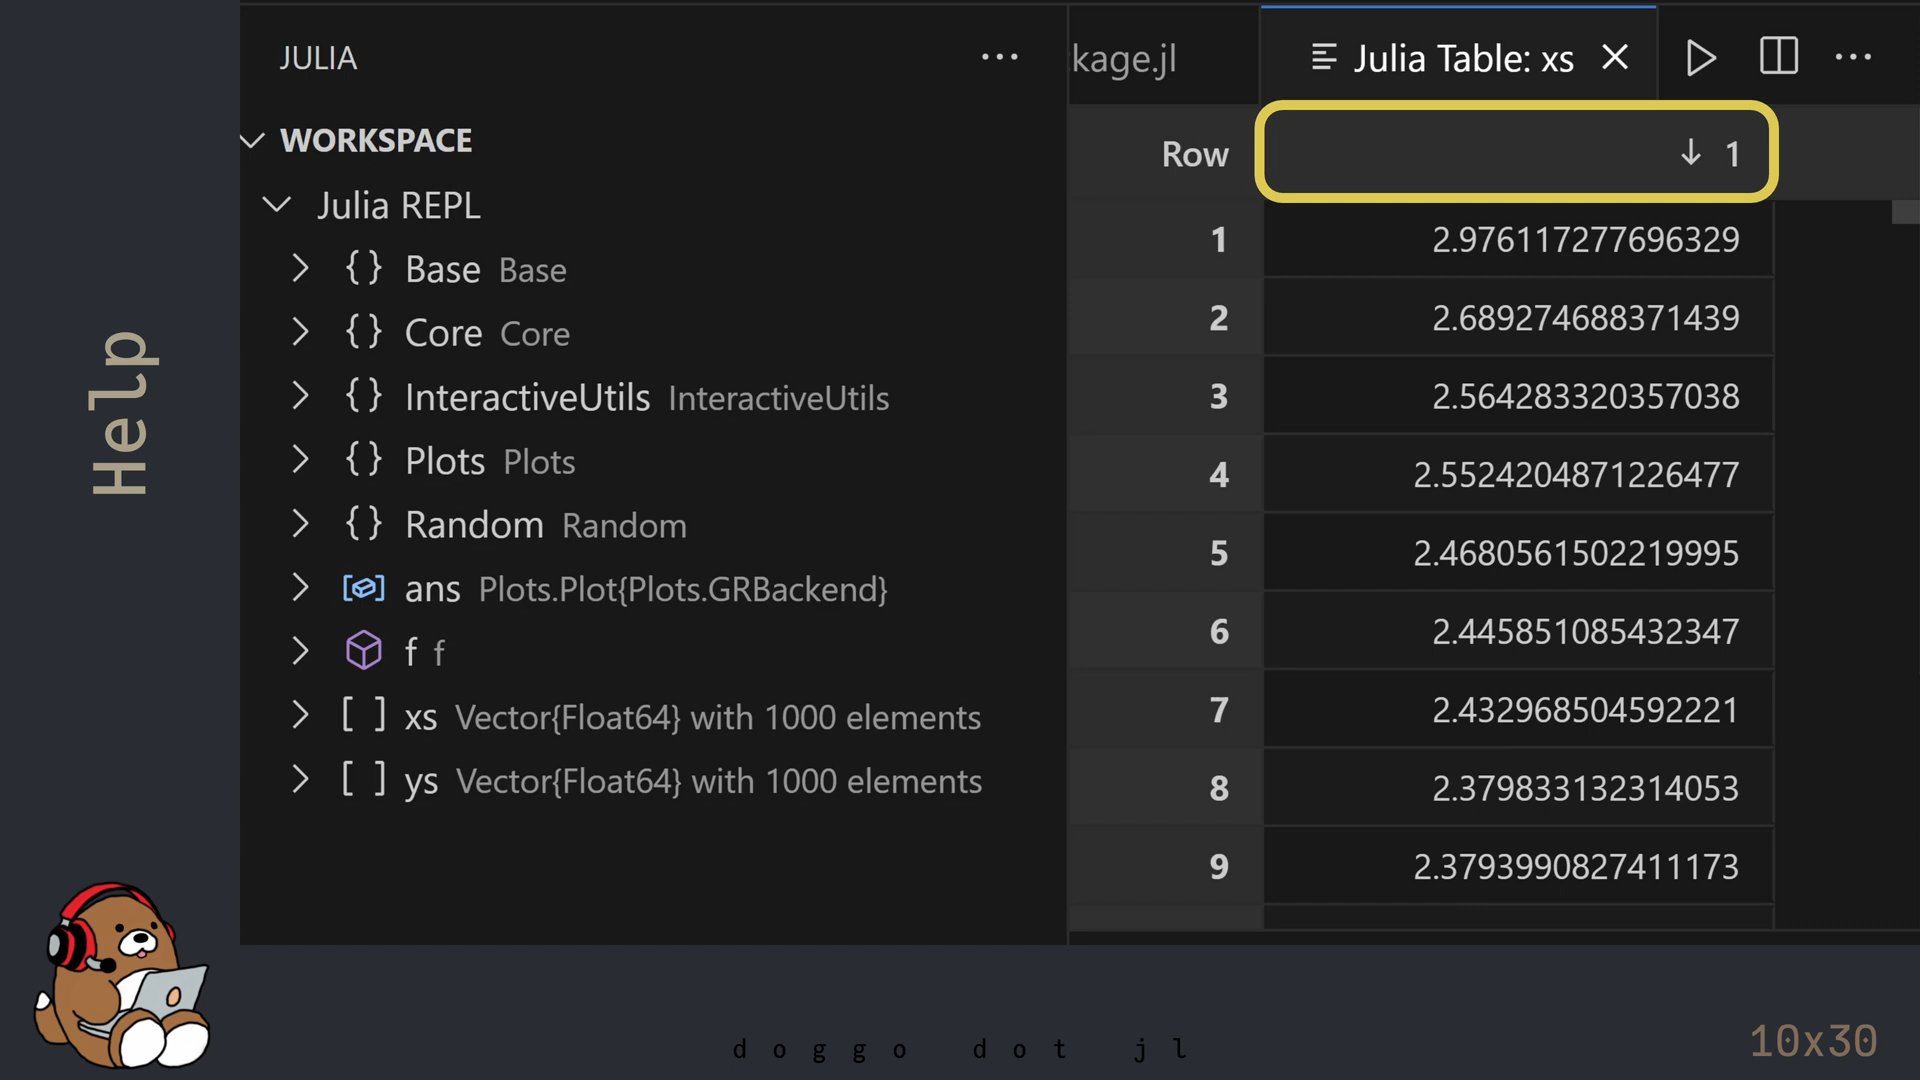 Help
JULIA
WORKSPACE
Julia REPL
Base Base
Core Core
InteractiveUtils InteractiveUtils
Plots Plots
Random Random
ans Plots.Plot{Plots.GRBackend}
f f
xs Vector{Float64} with 1000 elements
ys Vector{Float64} with 1000 elements
kage.jl
Julia Table: xs
Row ↓ 1
1 2.976117277696329
2 2.689274688371439
3 2.564283320357038
4 2.5524204871226477
5 2.4680561502219995
6 2.445851085432347
7 2.432968504592221
8 2.379833132314053
9 2.3793990827411173
doggo dot jl
10x30